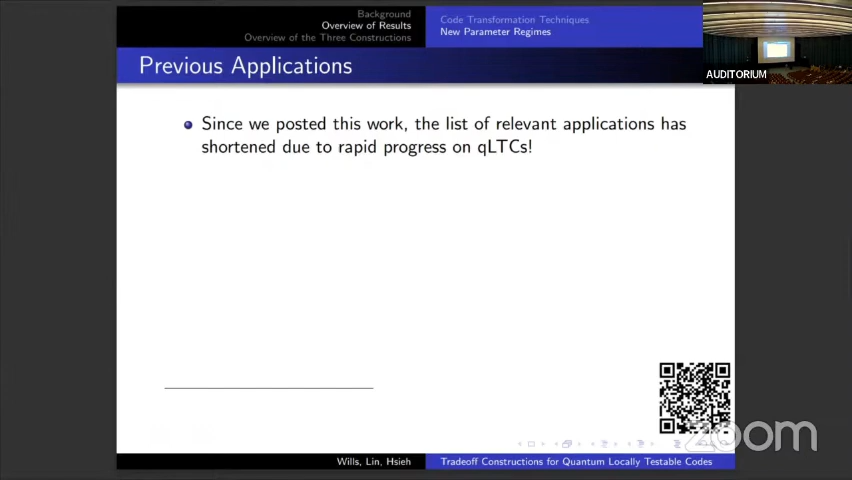 Background
Overview of Results
Overview of the Three Constructions
Code Transformation Techniques
New Parameter Regimes
AUDITORIUM
Previous Applications
Since we posted this work, the list of relevant applications has
shortened due to rapid progress on qLTCs!
zoom
Wills, Lin, Hsieh
Tradeoff Constructions for Quantum Locally Testable Codes